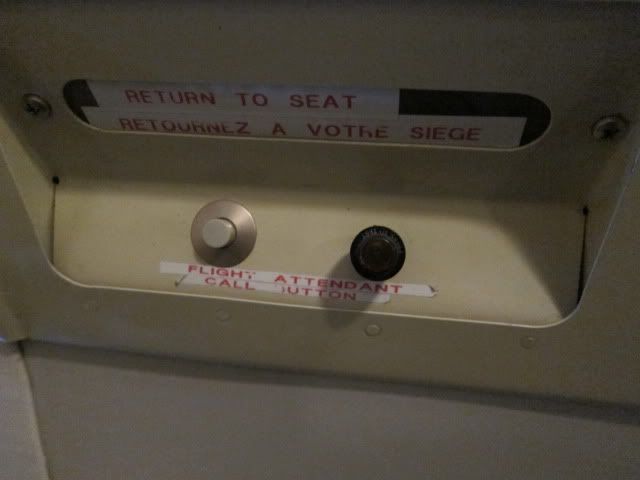 RETURN TO SEAT
RETOURNEZ A VOTRE SIEGE
FLIGHT ATTENDANT
CALL BUTTON